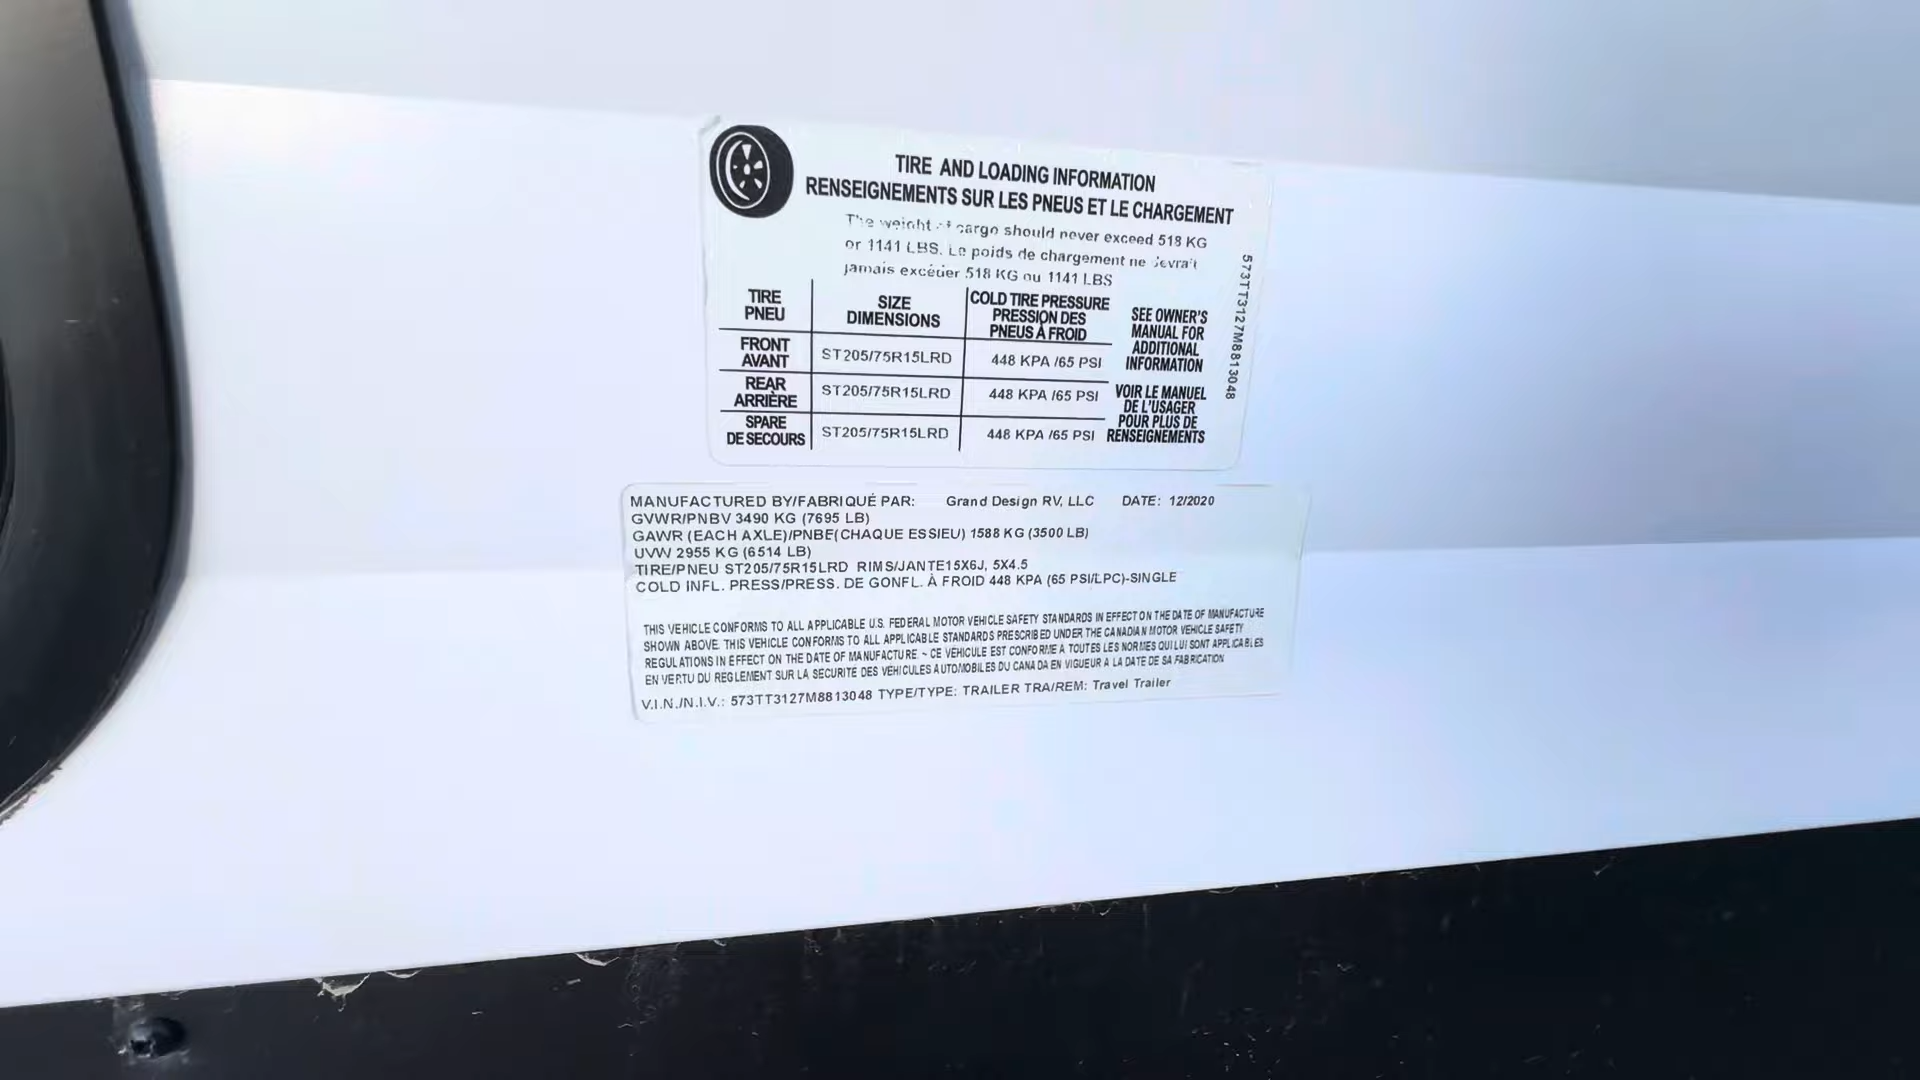 TIRE AND LOADING INFORMATION
RENSEIGNEMENTS SUR LES PNEUS ET LE CHARGEMENT
The weight of cargo should never exceed 518 KG
or 1141 LBS. Le poids de chargement ne devrait
jamais excéder 518 KG ou 1141 LBS
TIRE PNEU SIZE DIMENSIONS COLD TIRE PRESSURE PRESSION DES PNEUS À FROID
FRONT AVANT ST205/75R15LRD 448 KPA /65 PSI
REAR ARRIÈRE ST205/75R15LRD 448 KPA /65 PSI
SPARE DE SECOURS ST205/75R15LRD 448 KPA /65 PSI
SEE OWNER'S
MANUAL FOR
ADDITIONAL
INFORMATION
VOIR LE MANUEL
DE L'USAGER
POUR PLUS DE
RENSEIGNEMENTS
573TT3127M8813048
MANUFACTURED BY/FABRIQUÉ PAR: Grand Design RV, LLC DATE: 12/2020
GVWR/PNBV 3490 KG (7695 LB)
GAWR (EACH AXLE)/PNBE(CHAQUE ESSIEU) 1588 KG (3500 LB)
UVW 2955 KG (6514 LB)
TIRE/PNEU ST205/75R15LRD RIMS/JANTE15X6J, 5X4.5
COLD INFL. PRESS/PRESS. DE GONFL. À FROID 448 KPA (65 PSI/LPC)-SINGLE
THIS VEHICLE CONFORMS TO ALL APPLICABLE U.S. FEDERAL MOTOR VEHICLE SAFETY STANDARDS IN EFFECT ON THE DATE OF MANUFACTURE
SHOWN ABOVE. THIS VEHICLE CONFORMS TO ALL APPLICABLE STANDARDS PRESCRIBED UNDER THE CANADIAN MOTOR VEHICLE SAFETY
REGULATIONS IN EFFECT ON THE DATE OF MANUFACTURE ~ CE VEHICULE EST CONFORME A TOUTES LES NORMES QUI LUI SONT APPLICABLES
EN VERTU DU REGLEMENT SUR LA SECURITE DES VEHICULES AUTOMOBILES DU CANADA EN VIGUEUR A LA DATE DE SA FABRICATION
V.I.N./N.I.V.: 573TT3127M8813048 TYPE/TYPE: TRAILER TRA/REM: Travel Trailer